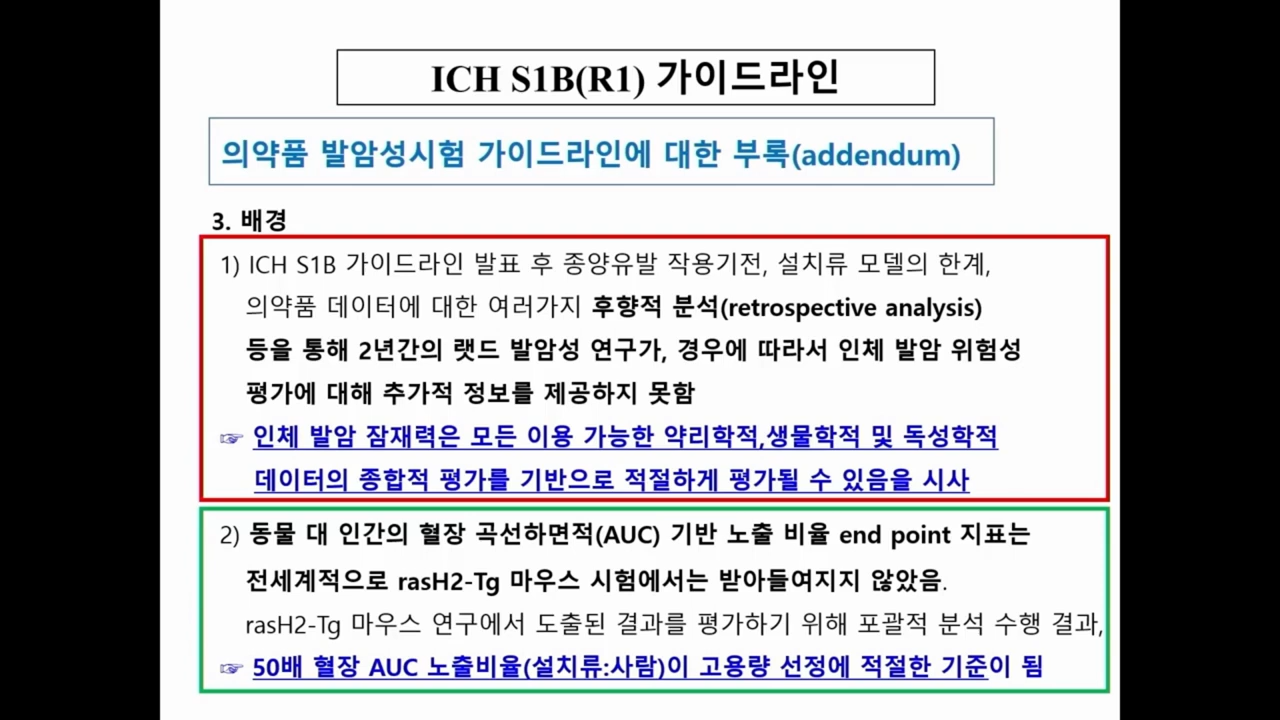 ICH S1B(R1) 가이드라인
의약품 발암성시험 가이드라인에 대한 부록(addendum)
3. 배경
1) ICH S1B 가이드라인 발표 후 종양유발 작용기전, 설치류 모델의 한계,
의약품 데이터에 대한 여러가지 후향적 분석(retrospective analysis)
등을 통해 2년간의 랫드 발암성 연구가, 경우에 따라서 인체 발암 위험성
평가에 대해 추가적 정보를 제공하지 못함
☞ 인체 발암 잠재력은 모든 이용 가능한 약리학적,생물학적 및 독성학적
데이터의 종합적 평가를 기반으로 적절하게 평가될 수 있음을 시사
2) 동물 대 인간의 혈장 곡선하면적(AUC) 기반 노출 비율 end point 지표는
전세계적으로 rasH2-Tg 마우스 시험에서는 받아들여지지 않았음.
rasH2-Tg 마우스 연구에서 도출된 결과를 평가하기 위해 포괄적 분석 수행 결과,
☞ 50배 혈장 AUC 노출비율(설치류:사람)이 고용량 선정에 적절한 기준이 됨